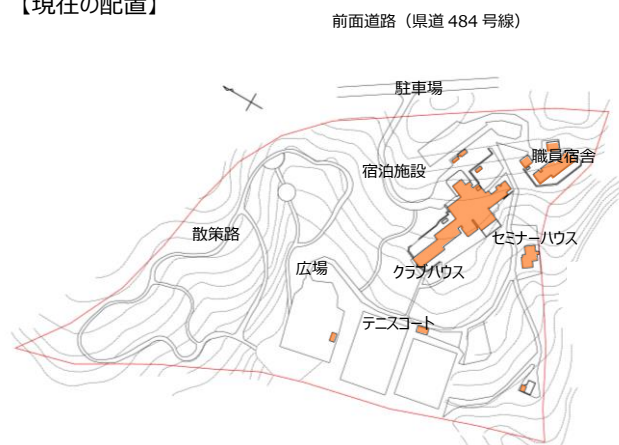 【現在の配置】
前面道路（県道 484 号線）
駐車場
職員宿舎
宿泊施設
散策路
セミナーハウス
広場
クラブハウス
テニスコート